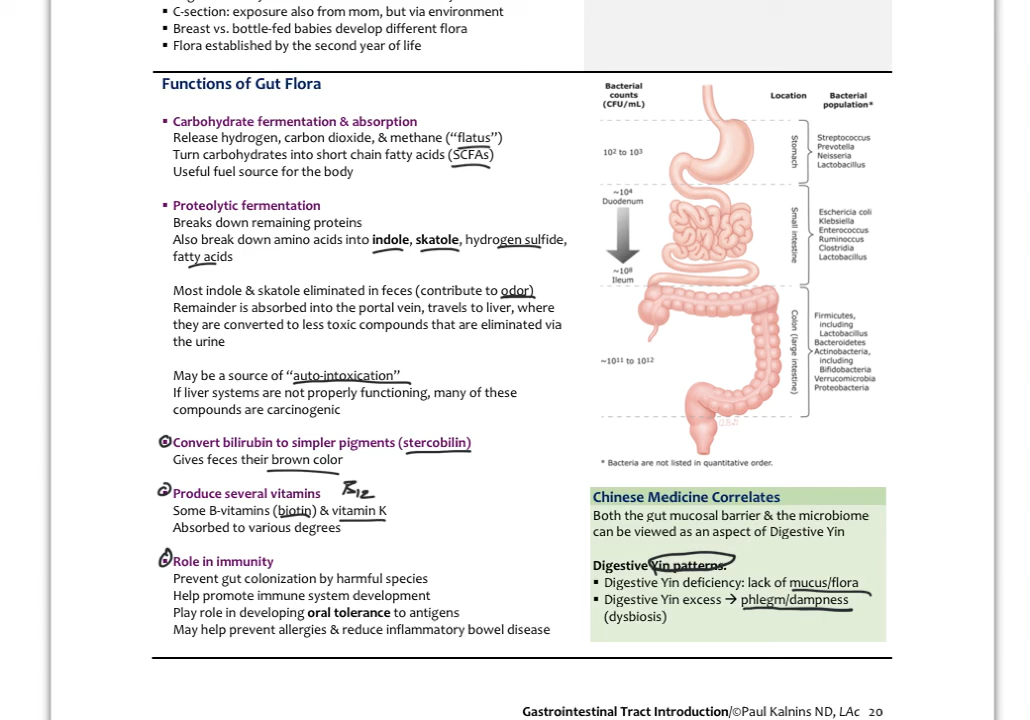 ▪ C-section: exposure also from mom, but via environment
▪ Breast vs. bottle-fed babies develop different flora
▪ Flora established by the second year of life
Functions of Gut Flora
▪ Carbohydrate fermentation & absorption
Release hydrogen, carbon dioxide, & methane (“flatus”)
Turn carbohydrates into short chain fatty acids (SCFAs)
Useful fuel source for the body
▪ Proteolytic fermentation
Breaks down remaining proteins
Also break down amino acids into indole, skatole, hydrogen sulfide,
fatty acids
Most indole & skatole eliminated in feces (contribute to odor)
Remainder is absorbed into the portal vein, travels to liver, where
they are converted to less toxic compounds that are eliminated via
the urine
May be a source of “auto-intoxication”
If liver systems are not properly functioning, many of these
compounds are carcinogenic
▪ Convert bilirubin to simpler pigments (stercobilin)
Gives feces their brown color
▪ Produce several vitamins B12
Some B-vitamins (biotin) & vitamin K
Absorbed to various degrees
▪ Role in immunity
Prevent gut colonization by harmful species
Help promote immune system development
Play role in developing oral tolerance to antigens
May help prevent allergies & reduce inflammatory bowel disease
Bacterial
counts
(CFU/mL)
Location
Bacterial
population*
10² to 10³
Stomach
Streptococcus
Prevotella
Neisseria
Lactobacillus
~10⁴
Duodenum
~10⁸
Ileum
Small intestine
Eschericia coli
Klebsiella
Enterococcus
Ruminoccus
Clostridia
Lactobacillus
~10¹¹ to 10¹²
Colon (large intestine)
Firmicutes,
including
Lactobacillus
Bacteroidetes
Actinobacteria,
including
Bifidobacteria
Verrucomicrobia
Proteobacteria
* Bacteria are not listed in quantitative order.
Chinese Medicine Correlates
Both the gut mucosal barrier & the microbiome
can be viewed as an aspect of Digestive Yin
Digestive Yin patterns:
▪ Digestive Yin deficiency: lack of mucus/flora
▪ Digestive Yin excess → phlegm/dampness
(dysbiosis)
Gastrointestinal Tract Introduction/©Paul Kalnins ND, LAc 20